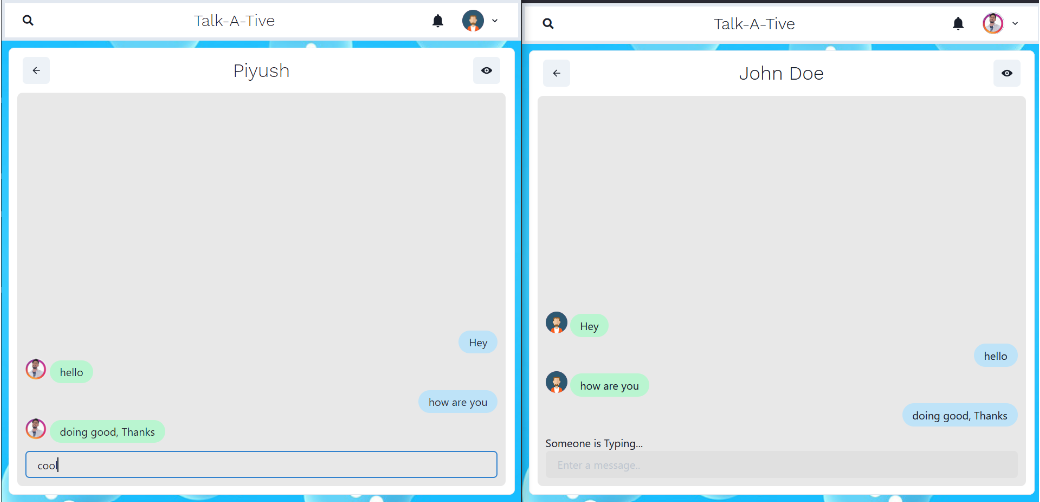 Talk-A-Tive
Piyush
Hey
hello
how are you
doing good, Thanks
cool
Talk-A-Tive
John Doe
Hey
hello
how are you
doing good, Thanks
Someone is Typing...
Enter a message..